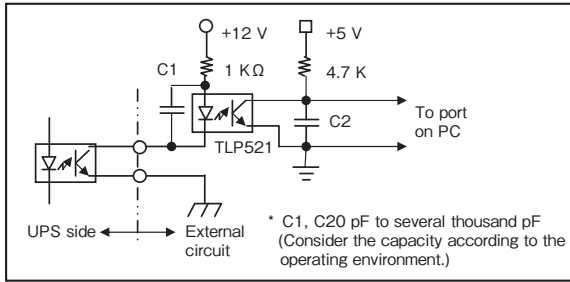 +12 V
+5 V
C1
1 KΩ
4.7 K
C2
TLP521
To port
on PC
UPS side
External
circuit
* C1, C20 pF to several thousand pF
(Consider the capacity according to the
operating environment.)